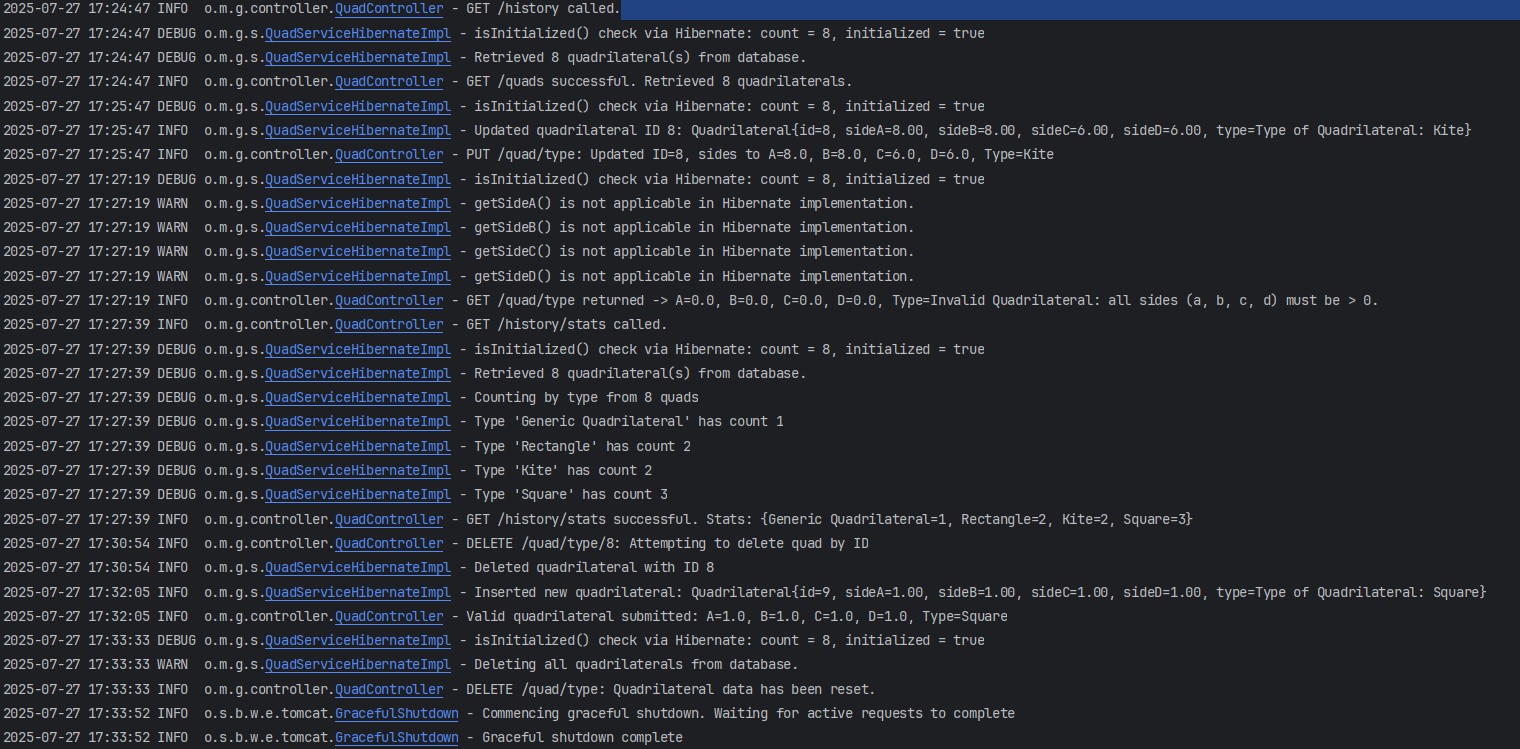 2025-07-27 17:24:47 INFO  o.m.g.controller.QuadController - GET /history called.
2025-07-27 17:24:47 DEBUG o.m.g.s.QuadServiceHibernateImpl - isInitialized() check via Hibernate: count = 8, initialized = true
2025-07-27 17:24:47 DEBUG o.m.g.s.QuadServiceHibernateImpl - Retrieved 8 quadrilateral(s) from database.
2025-07-27 17:24:47 INFO  o.m.g.controller.QuadController - GET /quads successful. Retrieved 8 quadrilaterals.
2025-07-27 17:25:47 DEBUG o.m.g.s.QuadServiceHibernateImpl - isInitialized() check via Hibernate: count = 8, initialized = true
2025-07-27 17:25:47 INFO  o.m.g.s.QuadServiceHibernateImpl - Updated quadrilateral ID 8: Quadrilateral{id=8, sideA=8.00, sideB=8.00, sideC=6.00, sideD=6.00, type=Type of Quadrilateral: Kite}
2025-07-27 17:25:47 INFO  o.m.g.controller.QuadController - PUT /quad/type: Updated ID=8, sides to A=8.0, B=8.0, C=6.0, D=6.0, Type=Kite
2025-07-27 17:27:19 DEBUG o.m.g.s.QuadServiceHibernateImpl - isInitialized() check via Hibernate: count = 8, initialized = true
2025-07-27 17:27:19 WARN  o.m.g.s.QuadServiceHibernateImpl - getSideA() is not applicable in Hibernate implementation.
2025-07-27 17:27:19 WARN  o.m.g.s.QuadServiceHibernateImpl - getSideB() is not applicable in Hibernate implementation.
2025-07-27 17:27:19 WARN  o.m.g.s.QuadServiceHibernateImpl - getSideC() is not applicable in Hibernate implementation.
2025-07-27 17:27:19 WARN  o.m.g.s.QuadServiceHibernateImpl - getSideD() is not applicable in Hibernate implementation.
2025-07-27 17:27:19 INFO  o.m.g.controller.QuadController - GET /quad/type returned -> A=0.0, B=0.0, C=0.0, D=0.0, Type=Invalid Quadrilateral: all sides (a, b, c, d) must be > 0.
2025-07-27 17:27:39 INFO  o.m.g.controller.QuadController - GET /history/stats called.
2025-07-27 17:27:39 DEBUG o.m.g.s.QuadServiceHibernateImpl - isInitialized() check via Hibernate: count = 8, initialized = true
2025-07-27 17:27:39 DEBUG o.m.g.s.QuadServiceHibernateImpl - Retrieved 8 quadrilateral(s) from database.
2025-07-27 17:27:39 DEBUG o.m.g.s.QuadServiceHibernateImpl - Counting by type from 8 quads
2025-07-27 17:27:39 DEBUG o.m.g.s.QuadServiceHibernateImpl - Type 'Generic Quadrilateral' has count 1
2025-07-27 17:27:39 DEBUG o.m.g.s.QuadServiceHibernateImpl - Type 'Rectangle' has count 2
2025-07-27 17:27:39 DEBUG o.m.g.s.QuadServiceHibernateImpl - Type 'Kite' has count 2
2025-07-27 17:27:39 DEBUG o.m.g.s.QuadServiceHibernateImpl - Type 'Square' has count 3
2025-07-27 17:27:39 INFO  o.m.g.controller.QuadController - GET /history/stats successful. Stats: {Generic Quadrilateral=1, Rectangle=2, Kite=2, Square=3}
2025-07-27 17:30:54 INFO  o.m.g.controller.QuadController - DELETE /quad/type/8: Attempting to delete quad by ID
2025-07-27 17:30:54 INFO  o.m.g.s.QuadServiceHibernateImpl - Deleted quadrilateral with ID 8
2025-07-27 17:32:05 INFO  o.m.g.s.QuadServiceHibernateImpl - Inserted new quadrilateral: Quadrilateral{id=9, sideA=1.00, sideB=1.00, sideC=1.00, sideD=1.00, type=Type of Quadrilateral: Square}
2025-07-27 17:32:05 INFO  o.m.g.controller.QuadController - Valid quadrilateral submitted: A=1.0, B=1.0, C=1.0, D=1.0, Type=Square
2025-07-27 17:33:33 DEBUG o.m.g.s.QuadServiceHibernateImpl - isInitialized() check via Hibernate: count = 8, initialized = true
2025-07-27 17:33:33 WARN  o.m.g.s.QuadServiceHibernateImpl - Deleting all quadrilaterals from database.
2025-07-27 17:33:33 INFO  o.m.g.controller.QuadController - DELETE /quad/type: Quadrilateral data has been reset.
2025-07-27 17:33:52 INFO  o.s.b.w.e.tomcat.GracefulShutdown - Commencing graceful shutdown. Waiting for active requests to complete
2025-07-27 17:33:52 INFO  o.s.b.w.e.tomcat.GracefulShutdown - Graceful shutdown complete